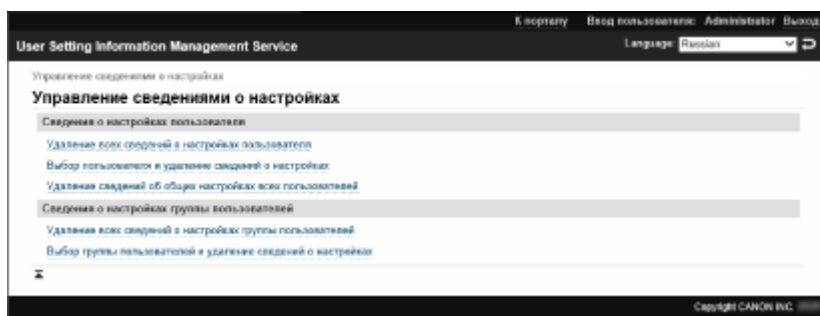 К порталу Вход пользователя: Administrator Выход
User Setting Information Management Service Language: Russian
Управление сведениями о настройках
Управление сведениями о настройках
Сведения о настройках пользователя
Удаление всех сведений о настройках пользователя
Выбор пользователя и удаление сведений о настройках
Удаление сведений об общих настройках всех пользователей
Сведения о настройках группы пользователей
Удаление всех сведений о настройках группы пользователей
Выбор группы пользователей и удаление сведений о настройках
Copyright CANON INC.